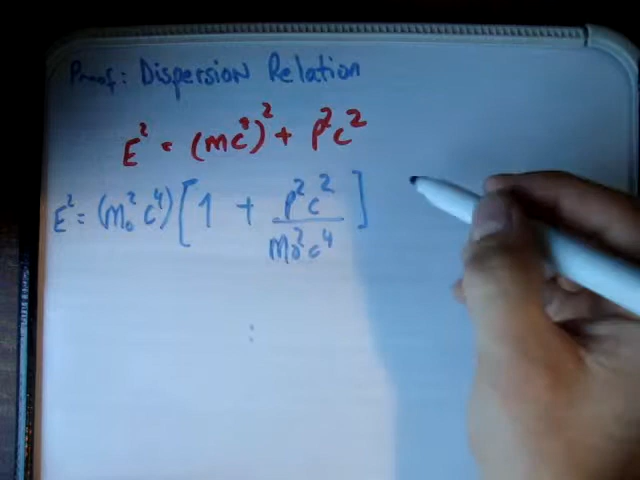 Proof: Dispersion Relation
E² = (mc²)² + p²c²
E² = (m₀²c⁴)[1 + p²c²/m₀²c⁴]